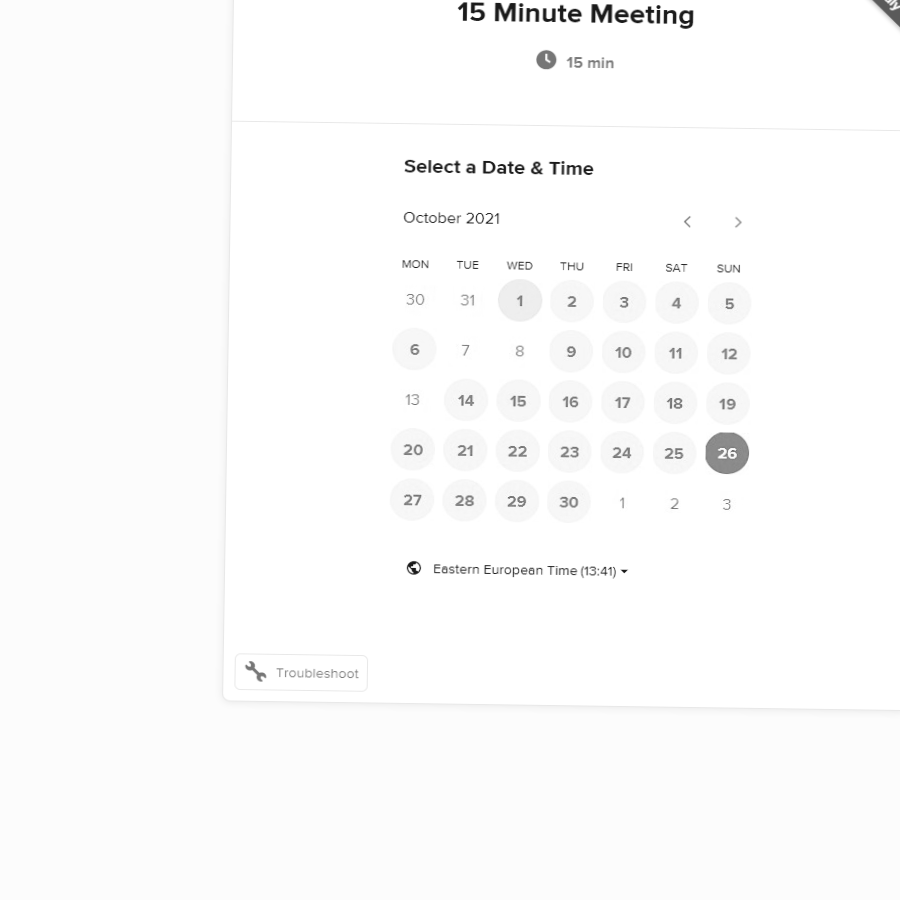 15 Minute Meeting
15 min
Select a Date & Time
October 2021
MON TUE WED THU FRI SAT SUN
30 31 1 2 3 4 5
6 7 8 9 10 11 12
13 14 15 16 17 18 19
20 21 22 23 24 25 26
27 28 29 30 1 2 3
Eastern European Time (13:41)
Troubleshoot